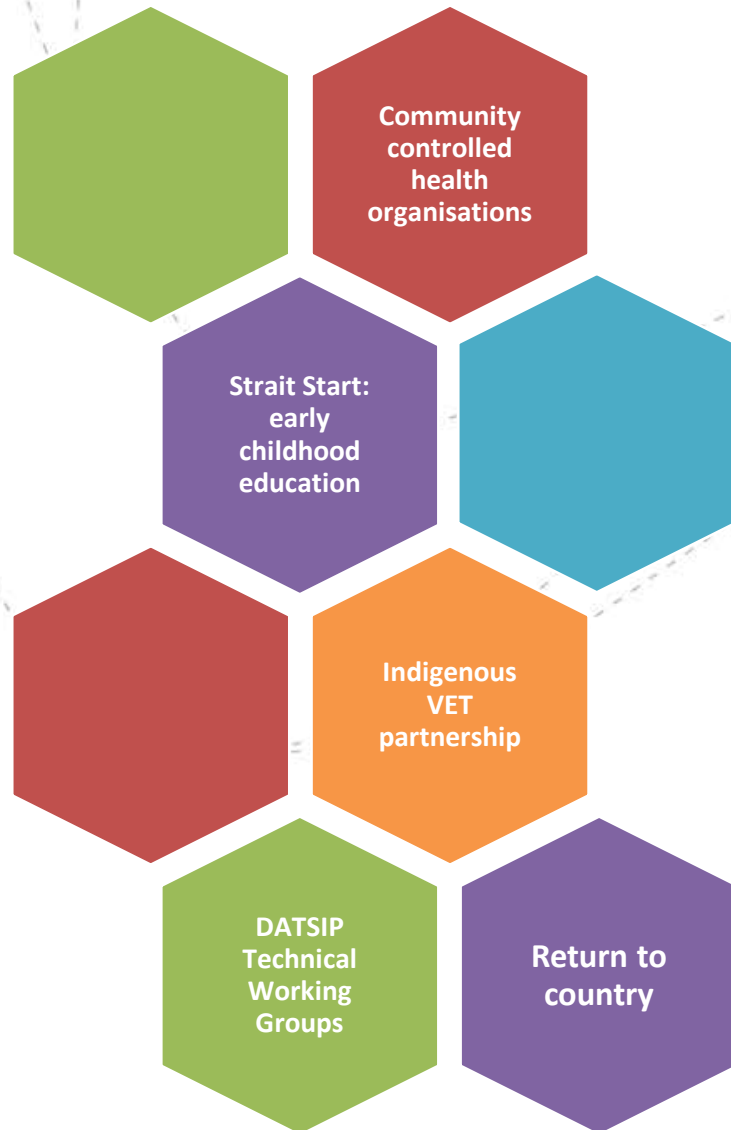 Community
controlled
health
organisations
Strait Start:
early
childhood
education
Indigenous
VET
partnership
DATSIP
Technical
Working
Groups
Return to
country